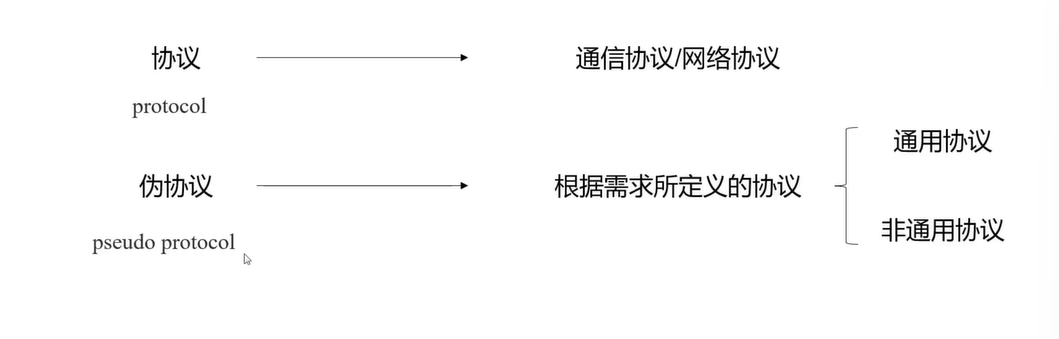 协议
通信协议/网络协议
protocol
通用协议
伪协议
根据需求所定义的协议
非通用协议
pseudo protocol